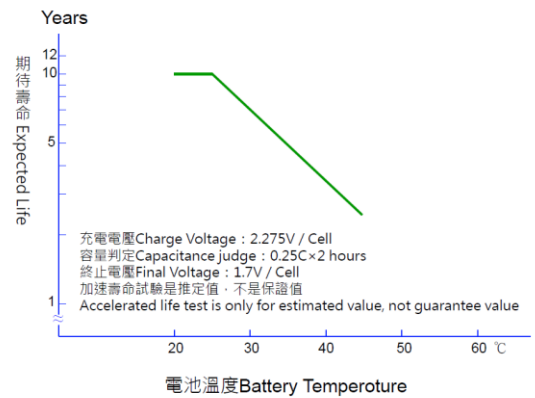 Years
12
10
5
1
期待壽命 Expected Life
充電電壓Charge Voltage：2.275V / Cell
容量判定Capacitance judge：0.25C×2 hours
終止電壓Final Voltage：1.7V / Cell
加速壽命試驗是推定值，不是保證值
Accelerated life test is only for estimated value, not guarantee value
20 30 40 50 60 ℃
電池溫度Battery Temperoture